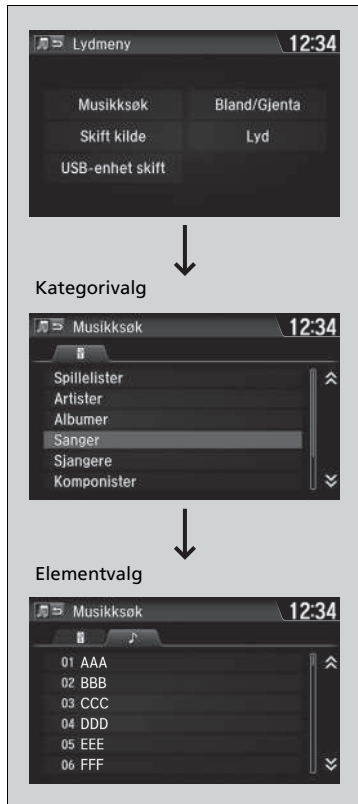 Lydmeny 12:34
Musikksøk Bland/Gjenta
Skift kilde Lyd
USB-enhet skift
Kategorivalg
Musikksøk 12:34
Spillelister
Artister
Albumer
Sanger
Sjangere
Komponister
Elementvalg
Musikksøk 12:34
01 AAA
02 BBB
03 CCC
04 DDD
05 EEE
06 FFF